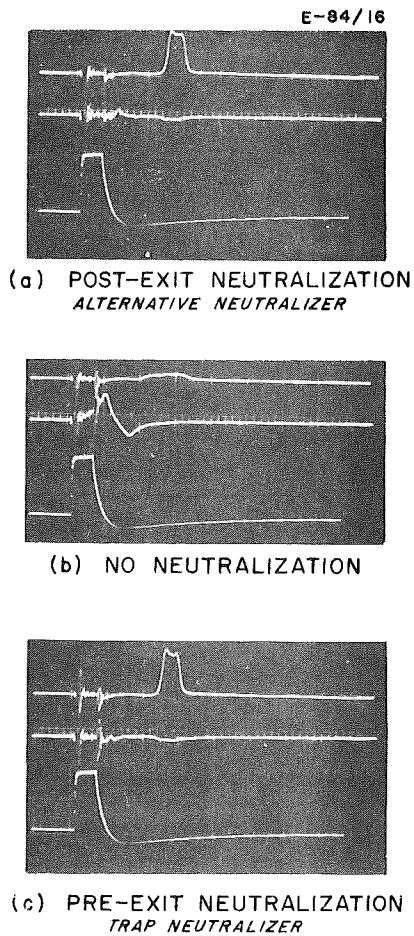 E-84/16
(a) POST-EXIT NEUTRALIZATION
ALTERNATIVE NEUTRALIZER
(b) NO NEUTRALIZATION
(c) PRE-EXIT NEUTRALIZATION
TRAP NEUTRALIZER